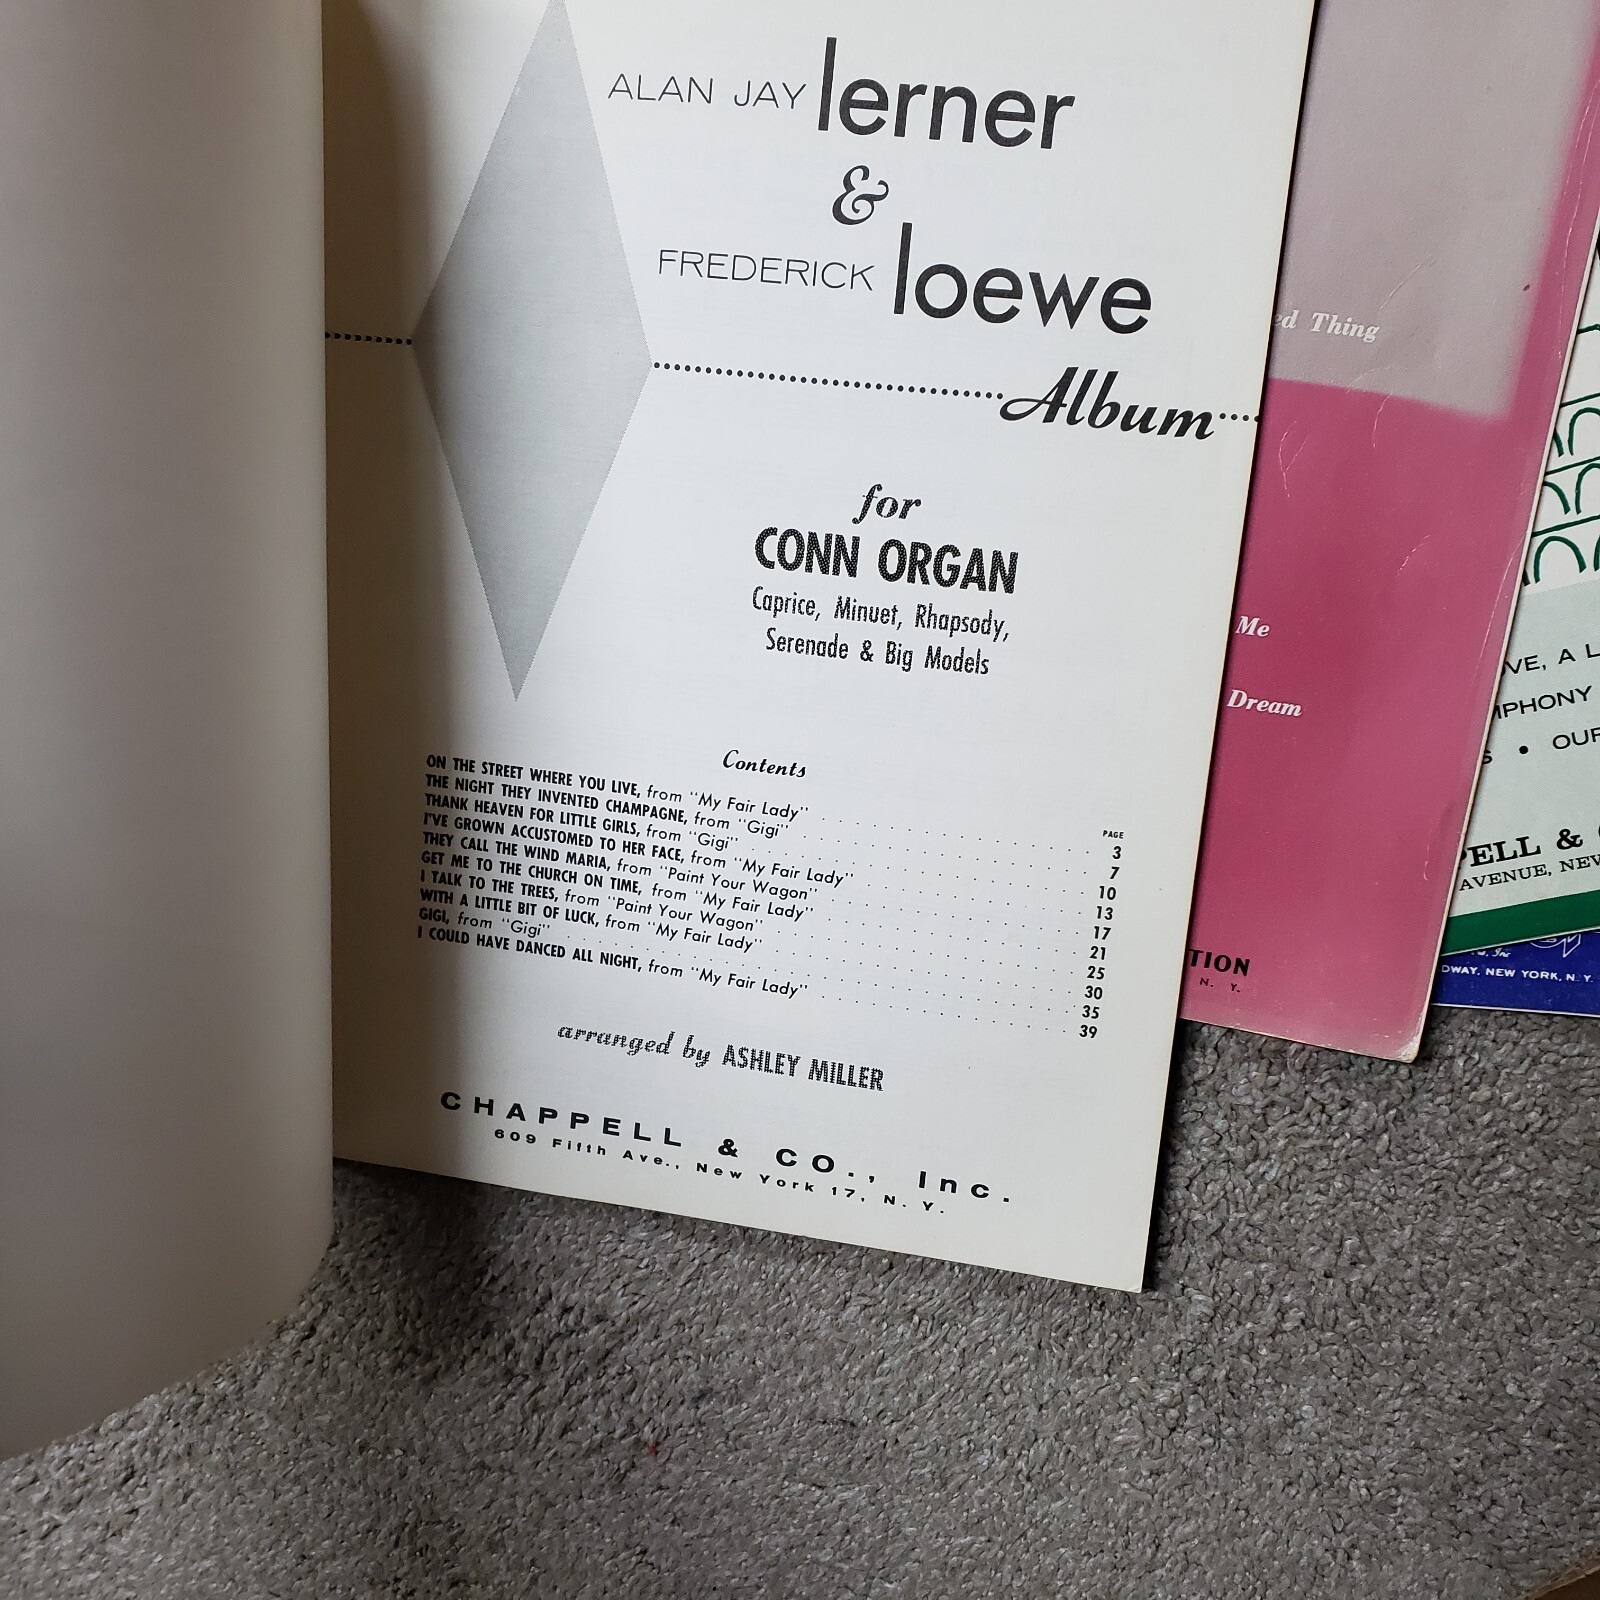 ALAN JAY lerner
&
FREDERICK loewe
Album
for
CONN ORGAN
Caprice, Minuet, Rhapsody,
Serenade & Big Models
Contents
PAGE
ON THE STREET WHERE YOU LIVE, from "My Fair Lady" 3
THE NIGHT THEY INVENTED CHAMPAGNE, from "Gigi" 7
THANK HEAVEN FOR LITTLE GIRLS, from "Gigi" 10
I'VE GROWN ACCUSTOMED TO HER FACE, from "My Fair Lady" 13
THEY CALL THE WIND MARIA, from "Paint Your Wagon" 17
GET ME TO THE CHURCH ON TIME, from "My Fair Lady" 21
I TALK TO THE TREES, from "Paint Your Wagon" 25
WITH A LITTLE BIT OF LUCK, from "My Fair Lady" 30
GIGI, from "Gigi" 35
I COULD HAVE DANCED ALL NIGHT, from "My Fair Lady" 39
arranged by ASHLEY MILLER
CHAPPELL & CO., Inc.
609 Fifth Ave., New York 17, N. Y.
Thing
Me
Dream
N. Y.
A
• OUR
&
AVENUE, NEW
Inc
NEW YORK, N. Y.